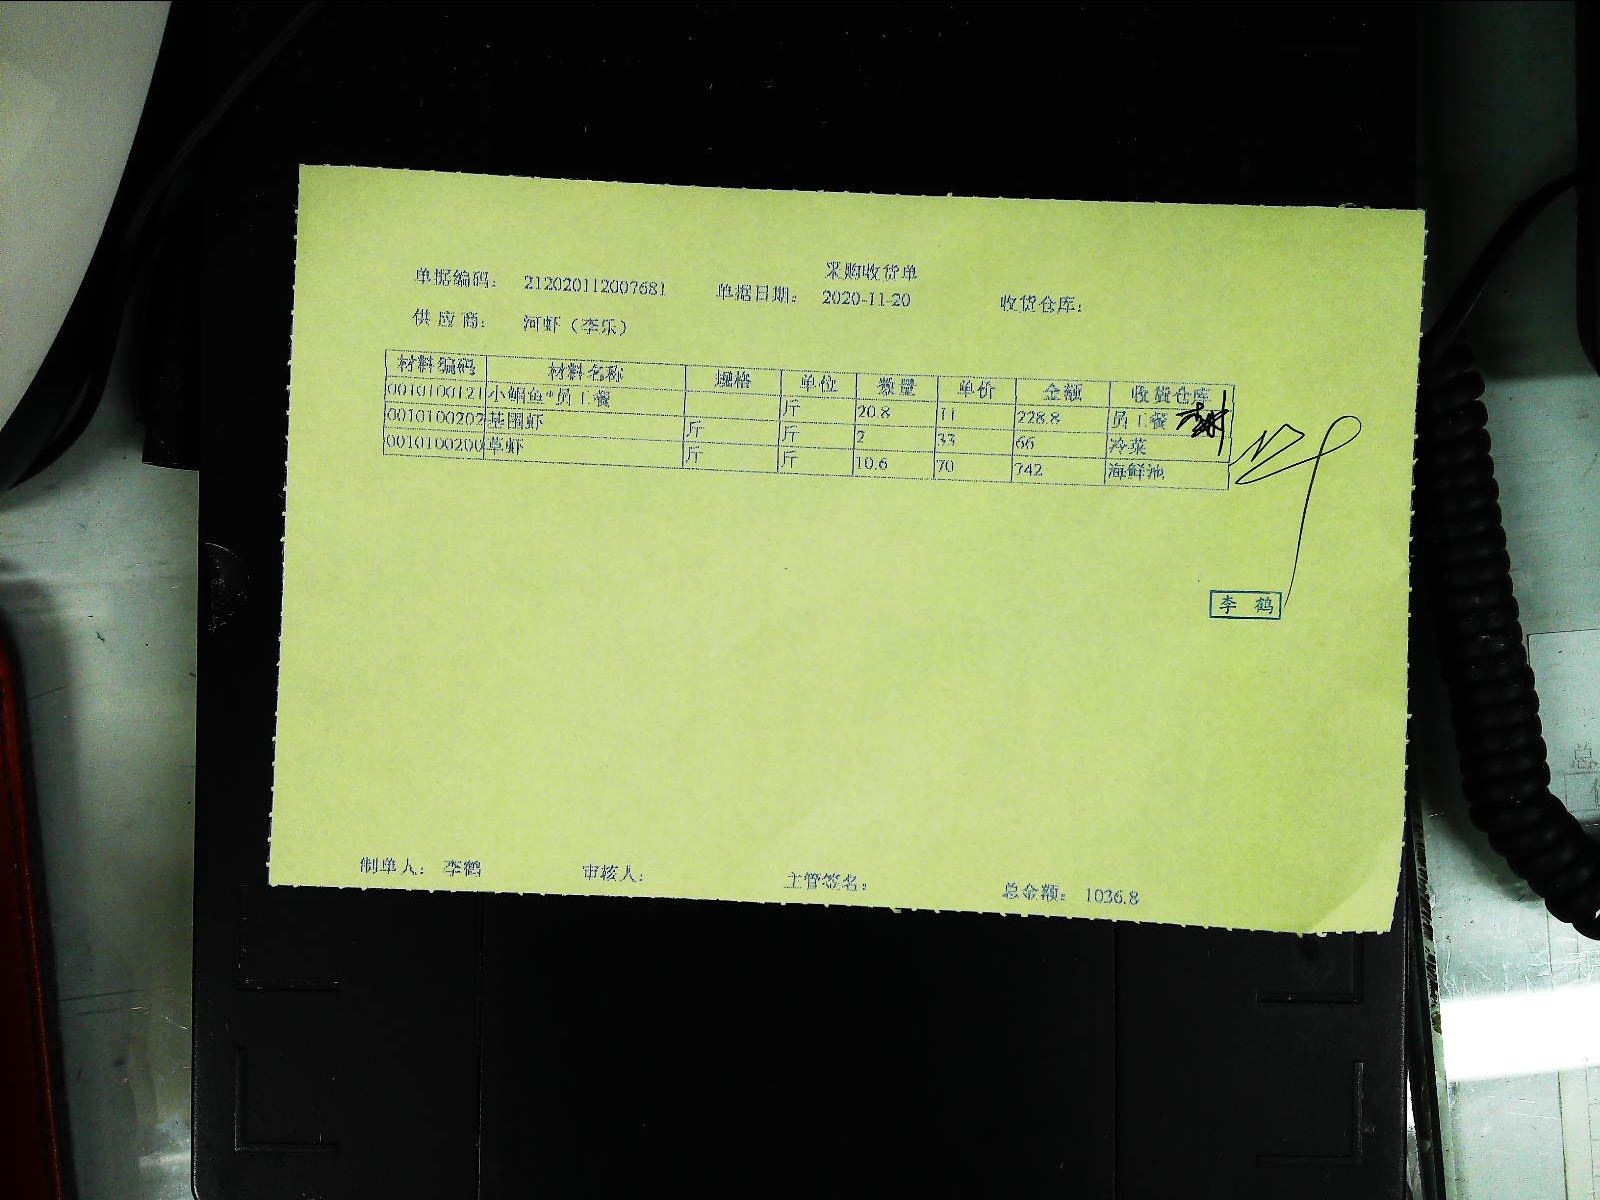 采购收货单
单据编码： 212020112007681 单据日期： 2020-11-20 收货仓库：
供 应 商： 河虾（李乐）
材料编码 材料名称 规格 单位 数量 单价 金额 收货仓库
0010100121 小鲳鱼*员工餐 斤 20.8 11 228.8 员工餐
0010100202 基围虾 斤 斤 2 33 66 冷菜
0010100200 草虾 斤 斤 10.6 70 742 海鲜池
李 鹤
制单人： 李鹤 审核人： 主管签名： 总金额： 1036.8